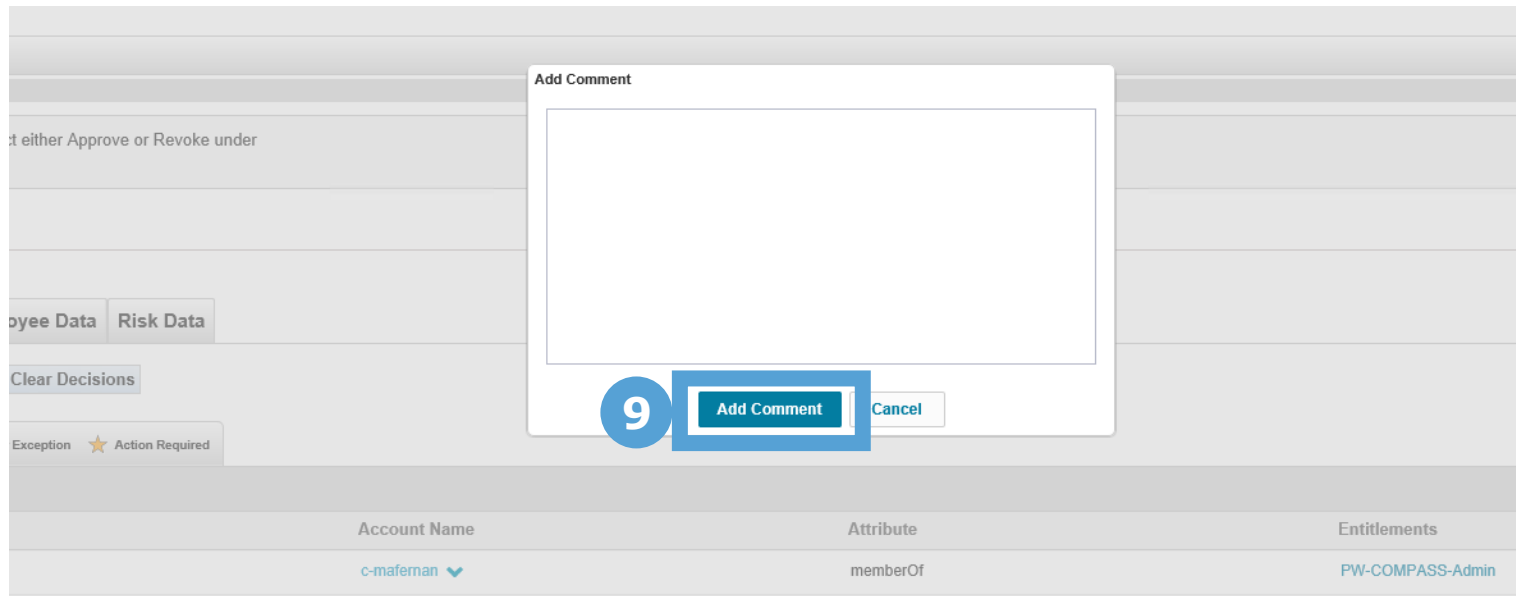 Add Comment
ct either Approve or Revoke under
oyee Data Risk Data
Clear Decisions
9 Add Comment Cancel
Exception Action Required
Account Name Attribute Entitlements
c-mafernan memberOf PW-COMPASS-Admin